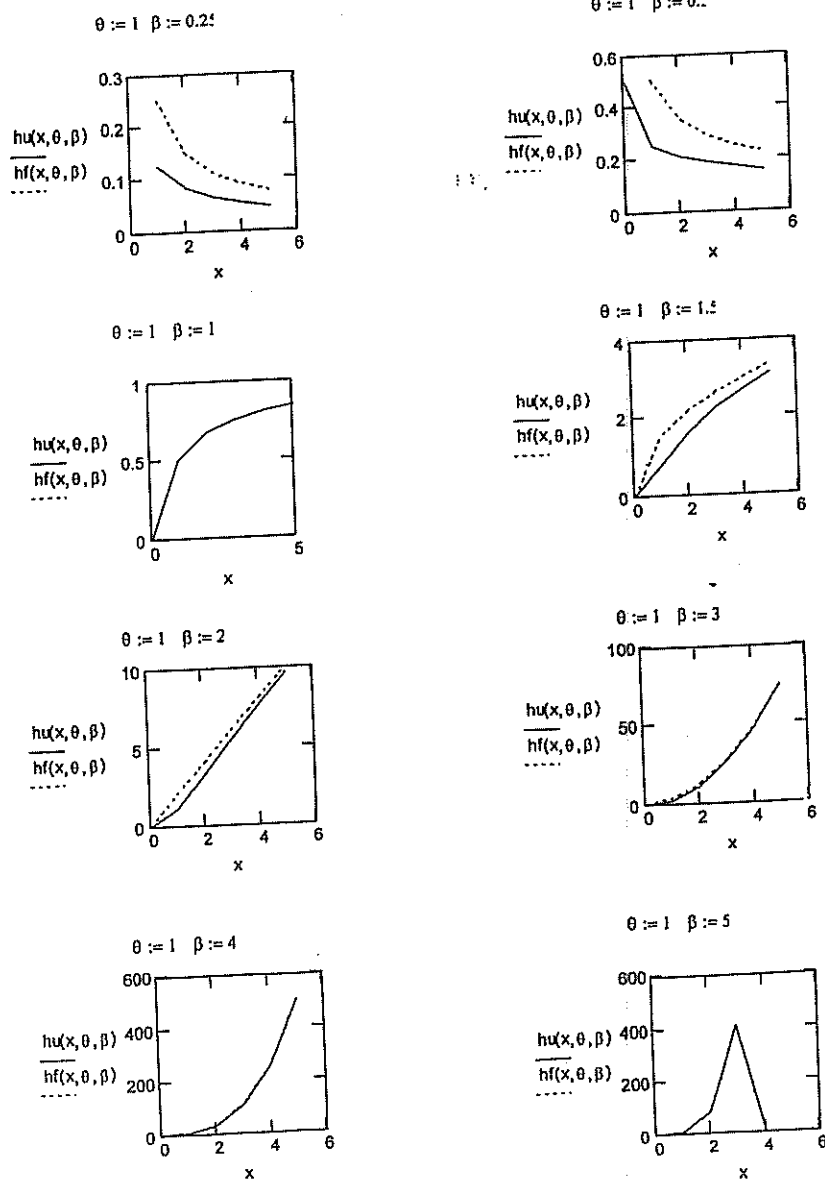 θ := 1 β := 0.25
0.3
0.2
0.1
0
hu(x,θ,β)
hf(x,θ,β)
0 2 4 6
x
θ := 1 β := 0.
0.6
0.4
0.2
0
hu(x,θ,β)
hf(x,θ,β)
0 2 4 6
x
θ := 1 β := 1
1
0.5
0
hu(x,θ,β)
hf(x,θ,β)
0 5
x
θ := 1 β := 1.5
4
2
0
hu(x,θ,β)
hf(x,θ,β)
0 2 4 6
x
θ := 1 β := 2
10
5
0
hu(x,θ,β)
hf(x,θ,β)
0 2 4 6
x
θ := 1 β := 3
100
50
0
hu(x,θ,β)
hf(x,θ,β)
0 2 4 6
x
θ := 1 β := 4
600
400
200
0
hu(x,θ,β)
hf(x,θ,β)
0 2 4 6
x
θ := 1 β := 5
600
400
200
0
hu(x,θ,β)
hf(x,θ,β)
0 2 4 6
x